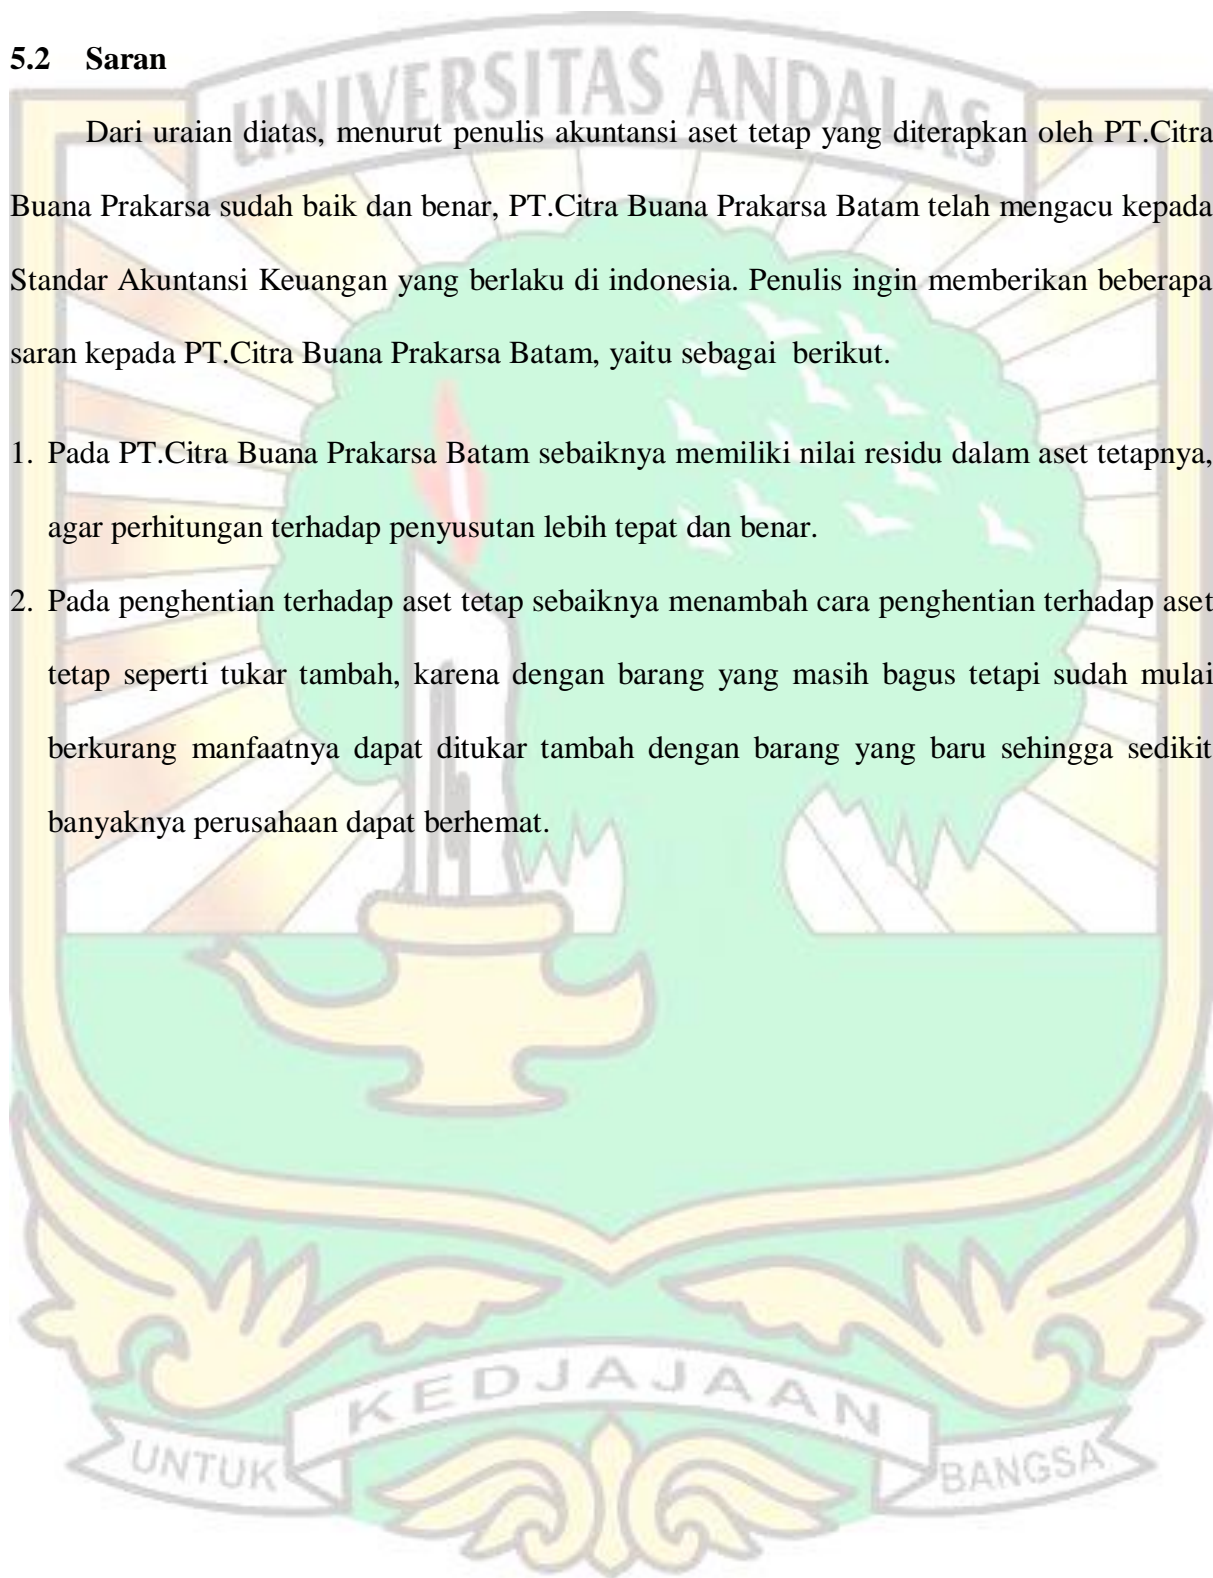 UNIVERSITAS ANDALAS
5.2 Saran
Dari uraian diatas, menurut penulis akuntansi aset tetap yang diterapkan oleh PT.Citra
Buana Prakarsa sudah baik dan benar, PT.Citra Buana Prakarsa Batam telah mengacu kepada
Standar Akuntansi Keuangan yang berlaku di indonesia. Penulis ingin memberikan beberapa
saran kepada PT.Citra Buana Prakarsa Batam, yaitu sebagai berikut.
1. Pada PT.Citra Buana Prakarsa Batam sebaiknya memiliki nilai residu dalam aset tetapnya,
agar perhitungan terhadap penyusutan lebih tepat dan benar.
2. Pada penghentian terhadap aset tetap sebaiknya menambah cara penghentian terhadap aset
tetap seperti tukar tambah, karena dengan barang yang masih bagus tetapi sudah mulai
berkurang manfaatnya dapat ditukar tambah dengan barang yang baru sehingga sedikit
banyaknya perusahaan dapat berhemat.
UNTUK KEDJAJAAN BANGSA